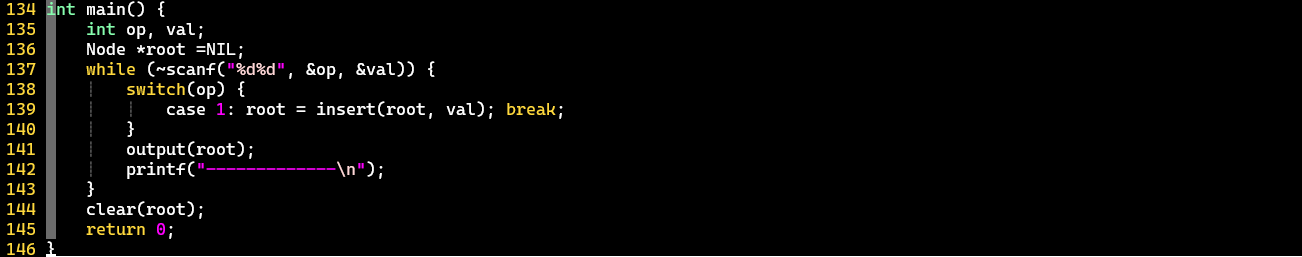 134 int main() {
135     int op, val;
136     Node *root =NIL;
137     while (~scanf("%d%d", &op, &val)) {
138         switch(op) {
139             case 1: root = insert(root, val); break;
140         }
141         output(root);
142         printf("-------------\n");
143     }
144     clear(root);
145     return 0;
146 }